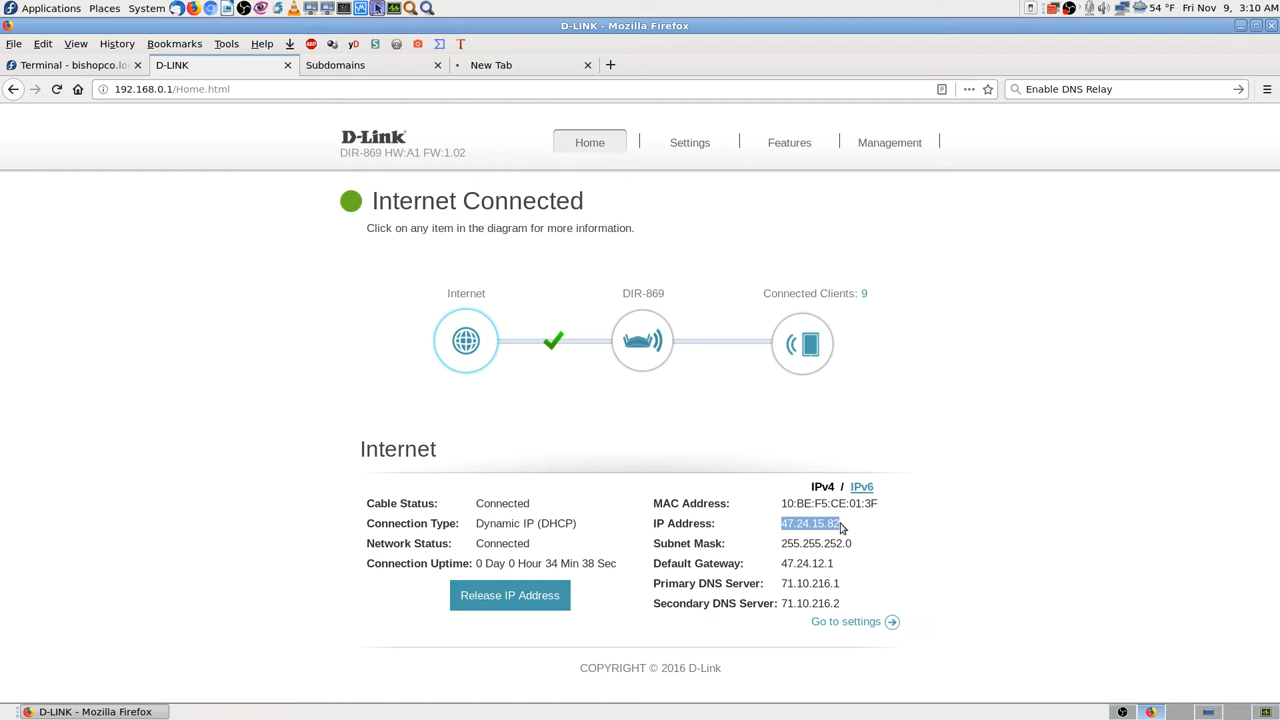 Applications Places System 54 °F Fri Nov 9, 3:10 AM
D-LINK - Mozilla Firefox
File Edit View History Bookmarks Tools Help
Terminal - bishopco.lo D-LINK Subdomains New Tab
192.168.0.1/Home.html Enable DNS Relay
D-Link
DIR-869 HW:A1 FW:1.02
Home Settings Features Management
Internet Connected
Click on any item in the diagram for more information.
Internet DIR-869 Connected Clients: 9
Internet
IPv4 / IPv6
Cable Status: Connected MAC Address: 10:BE:F5:CE:01:3F
Connection Type: Dynamic IP (DHCP) IP Address: 47.24.15.82
Network Status: Connected Subnet Mask: 255.255.252.0
Connection Uptime: 0 Day 0 Hour 34 Min 38 Sec Default Gateway: 47.24.12.1
Release IP Address Primary DNS Server: 71.10.216.1
Secondary DNS Server: 71.10.216.2
Go to settings
COPYRIGHT © 2016 D-Link
D-LINK - Mozilla Firefox